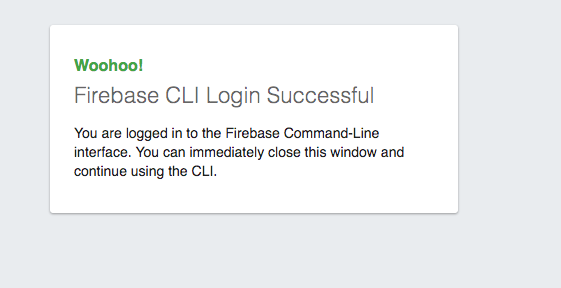 Woohoo!
Firebase CLI Login Successful
You are logged in to the Firebase Command-Line
interface. You can immediately close this window and
continue using the CLI.